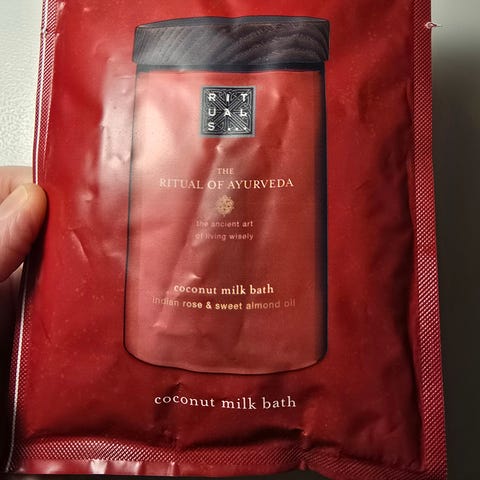 RIT
UAL
S...
THE
RITUAL OF AYURVEDA
the ancient art
of living wisely
coconut milk bath
indian rose & sweet almond oil
coconut milk bath